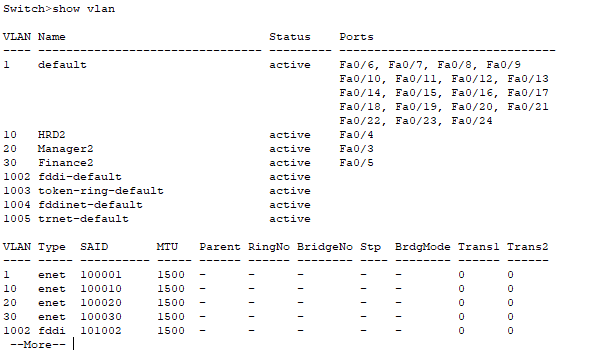 Switch>show vlan
VLAN Name                             Status    Ports
---- -------------------------------- --------- -------------------------------
1    default                          active    Fa0/6, Fa0/7, Fa0/8, Fa0/9
                                                Fa0/10, Fa0/11, Fa0/12, Fa0/13
                                                Fa0/14, Fa0/15, Fa0/16, Fa0/17
                                                Fa0/18, Fa0/19, Fa0/20, Fa0/21
                                                Fa0/22, Fa0/23, Fa0/24
10   HRD2                             active    Fa0/4
20   Manager2                         active    Fa0/3
30   Finance2                         active    Fa0/5
1002 fddi-default                     active
1003 token-ring-default               active
1004 fddinet-default                  active
1005 trnet-default                    active
VLAN Type  SAID       MTU   Parent RingNo BridgeNo Stp  BrdgMode Trans1 Trans2
---- ----- ---------- ----- ------ ------ -------- ---- -------- ------ ------
1    enet  100001     1500  -      -      -        -    -        0      0
10   enet  100010     1500  -      -      -        -    -        0      0
20   enet  100020     1500  -      -      -        -    -        0      0
30   enet  100030     1500  -      -      -        -    -        0      0
1002 fddi  101002     1500  -      -      -        -    -        0      0
 --More--